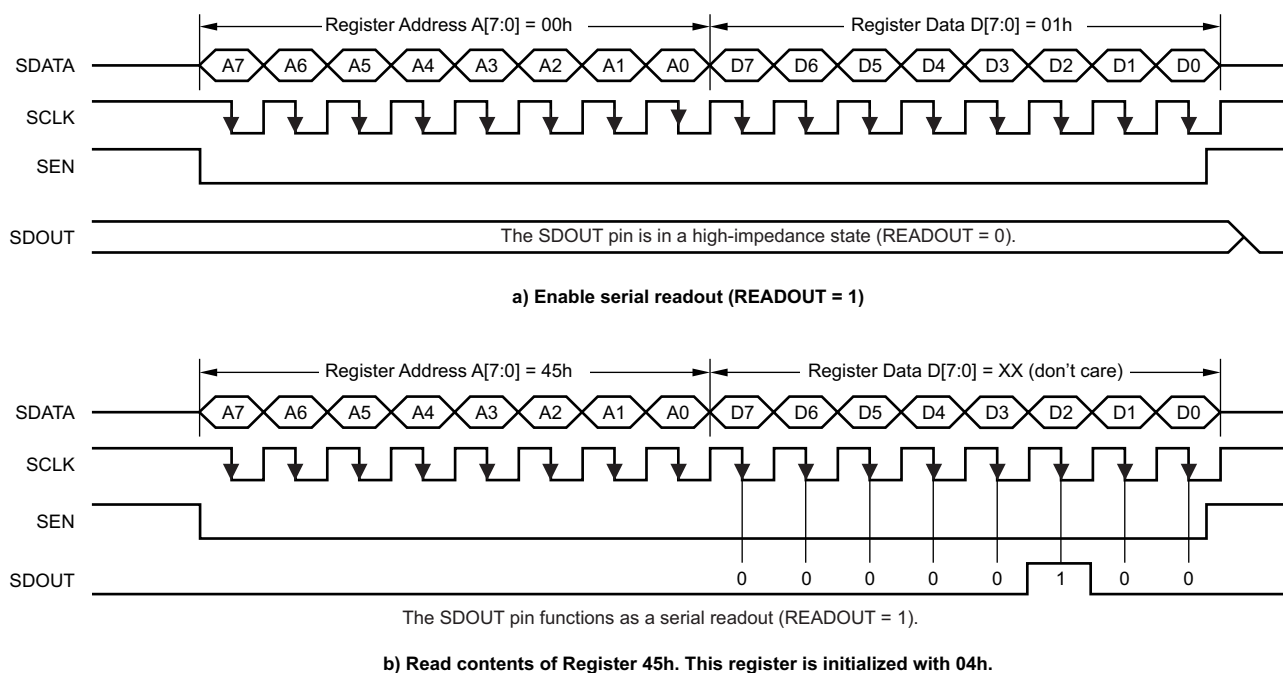 Register Address A[7:0] = 00h Register Data D[7:0] = 01h
SDATA A7 A6 A5 A4 A3 A2 A1 A0 D7 D6 D5 D4 D3 D2 D1 D0
SCLK
SEN
SDOUT The SDOUT pin is in a high-impedance state (READOUT = 0).
a) Enable serial readout (READOUT = 1)
Register Address A[7:0] = 45h Register Data D[7:0] = XX (don't care)
SDATA A7 A6 A5 A4 A3 A2 A1 A0 D7 D6 D5 D4 D3 D2 D1 D0
SCLK
SEN
SDOUT 0 0 0 0 0 1 0 0
The SDOUT pin functions as a serial readout (READOUT = 1).
b) Read contents of Register 45h. This register is initialized with 04h.